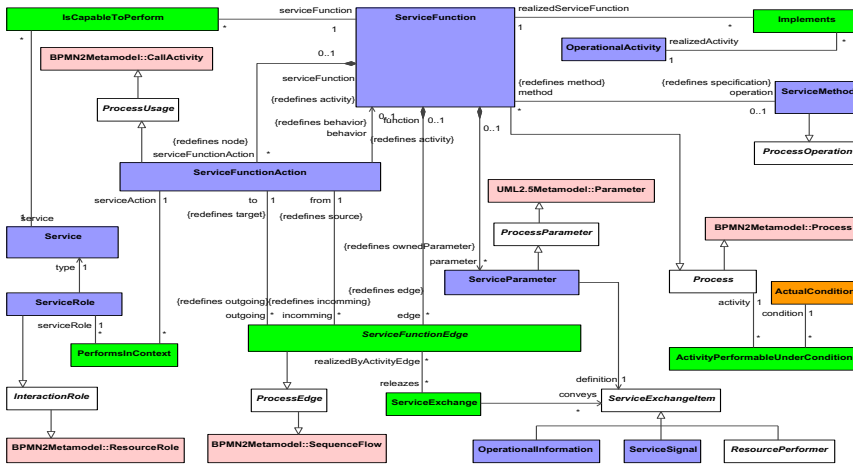 serviceFunction
ServiceFunction
realizedServiceFunction
IsCapableToPerform
*
1
1
*
Implements
*
0..1
OperationalActivity
realizedActivity
1
*
BPMN2Metamodel::CallActivity
serviceFunction
{redefines method}
method
{redefines specification}
operation
ServiceMethod
{redefines activity}
*
0..1
ProcessUsage
{redefines behavior}
behavior
0..1
function
0..1
{redefines activity}
0..1
{redefines node}
serviceFunctionAction
*
ProcessOperation
ServiceFunctionAction
serviceAction
1
to
1
from
1
{redefines target}
{redefines source}
UML2.5Metamodel::Parameter
1
service
Service
ProcessParameter
BPMN2Metamodel::Process
{redefines ownedParameter}
type
1
parameter
*
ServiceParameter
Process
ServiceRole
{redefines edge}
activity
1
ActualCondition
{redefines outgoing}
{redefines incomming}
condition
1
serviceRole
1
outgoing
*
incomming
*
edge
*
*
*
ServiceFunctionEdge
*
*
PerformsInContext
realizedByActivityEdge
*
ActivityPerformableUnderCondition
releazes
*
definition
1
InteractionRole
ProcessEdge
ServiceExchange
conveys
*
ServiceExchangeItem
BPMN2Metamodel::ResourceRole
BPMN2Metamodel::SequenceFlow
OperationalInformation
ServiceSignal
ResourcePerformer